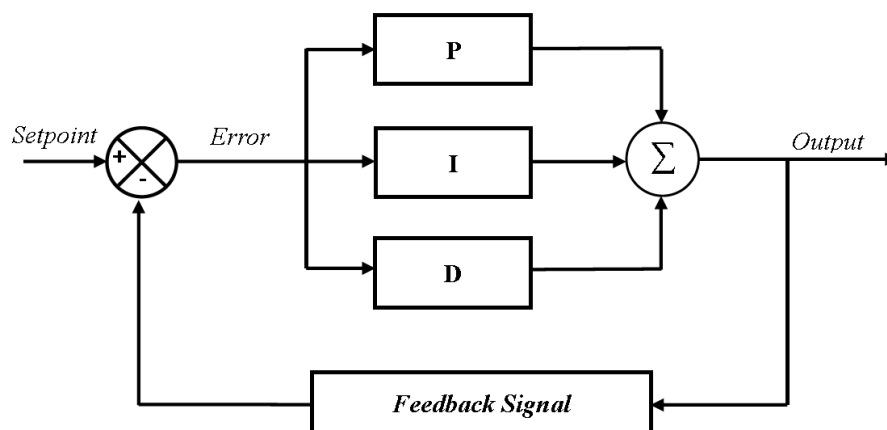 P
Setpoint
Error
Output
+
-
I
Σ
D
Feedback Signal